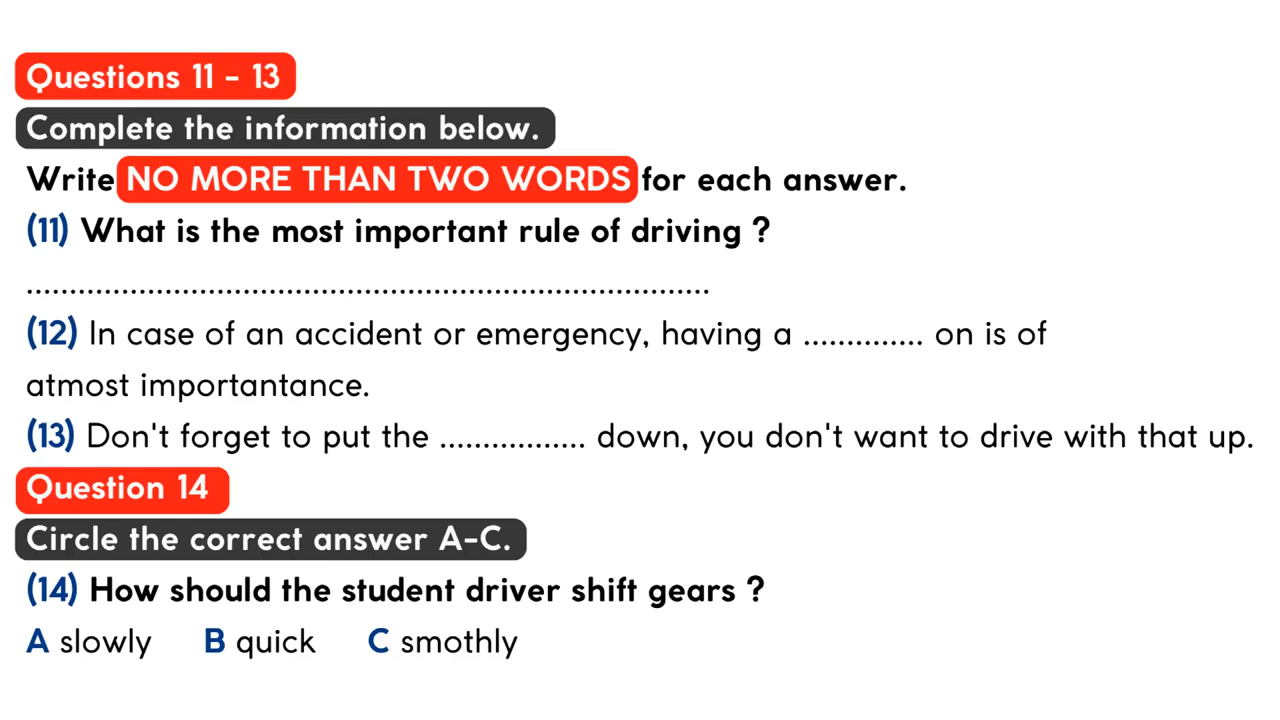 Questions 11 - 13
Complete the information below.
Write NO MORE THAN TWO WORDS for each answer.
(11) What is the most important rule of driving ?
...............................................................................
(12) In case of an accident or emergency, having a .............. on is of
atmost importantance.
(13) Don't forget to put the ................. down, you don't want to drive with that up.
Question 14
Circle the correct answer A-C.
(14) How should the student driver shift gears ?
A slowly B quick C smothly